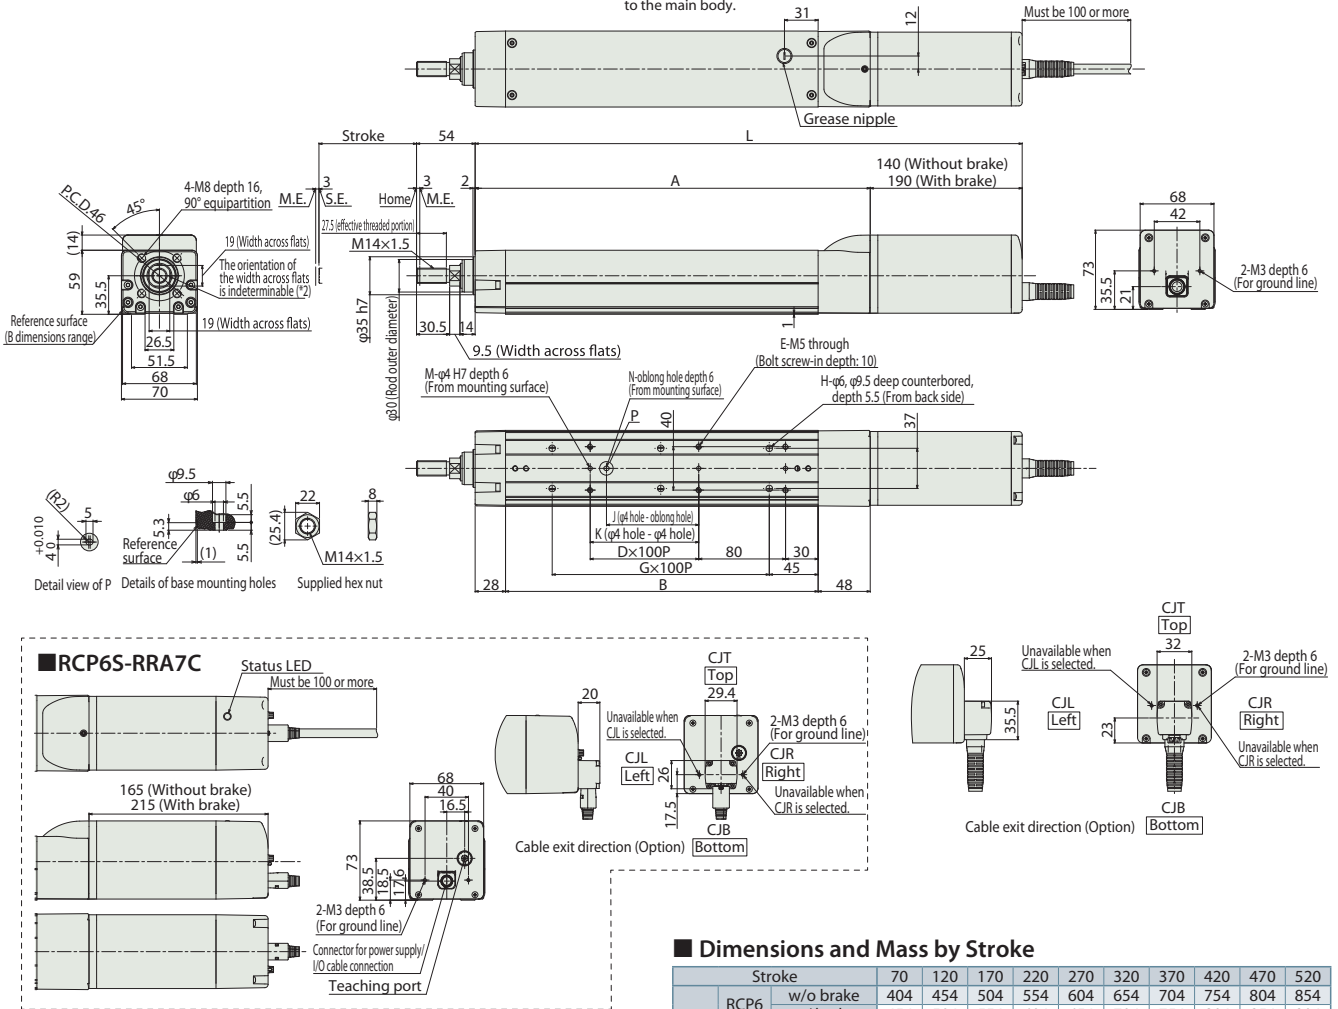 to the main body.
31
12
Must be 100 or more
Grease nipple
Stroke
54
L
140 (Without brake)
190 (With brake)
A
3
M.E. S.E.
Home
3
M.E.
2
27.5 (effective threaded portion)
M14×1.5
P.C.D.46
45°
4-M8 depth 16,
90° equipartition
(14)
59
35.5
19 (Width across flats)
The orientation of
the width across flats
is indeterminable (*2)
19 (Width across flats)
Reference surface
(B dimensions range)
26.5
51.5
68
70
φ35 h7
φ30 (Rod outer diameter)
30.5
14
9.5 (Width across flats)
1
68
42
73
35.5
21
2-M3 depth 6
(For ground line)
M-φ4 H7 depth 6
(From mounting surface)
N-oblong hole depth 6
(From mounting surface)
P
E-M5 through
(Bolt screw-in depth: 10)
H-φ6, φ9.5 deep counterbored,
depth 5.5 (From back side)
40
37
J (φ4 hole - oblong hole)
K (φ4 hole - φ4 hole)
D×100P
80
30
G×100P
45
28
B
48
(R2)
5
+0.010
4 0
Detail view of P
φ9.5
φ6
5.3
5.5
5.5
Reference
surface
(1)
Details of base mounting holes
22
8
(25.4)
M14×1.5
Supplied hex nut
■RCP6S-RRA7C
Status LED
Must be 100 or more
165 (Without brake)
215 (With brake)
68
40
16.5
73
38.5
18.5
17.6
2-M3 depth 6
(For ground line)
Connector for power supply/
I/O cable connection
Teaching port
20
CJT
Top
29.4
Unavailable when
CJL is selected.
2-M3 depth 6
(For ground line)
CJL
Left
CJR
Right
26
17.5
Unavailable when
CJR is selected.
CJB
Bottom
Cable exit direction (Option)
25
35.5
CJT
Top
32
Unavailable when
CJL is selected.
2-M3 depth 6
(For ground line)
CJL
Left
CJR
Right
23
Unavailable when
CJR is selected.
CJB
Bottom
Cable exit direction (Option)
■ Dimensions and Mass by Stroke
Stroke 70 120 170 220 270 320 370 420 470 520
RCP6 w/o brake 404 454 504 554 604 654 704 754 804 854